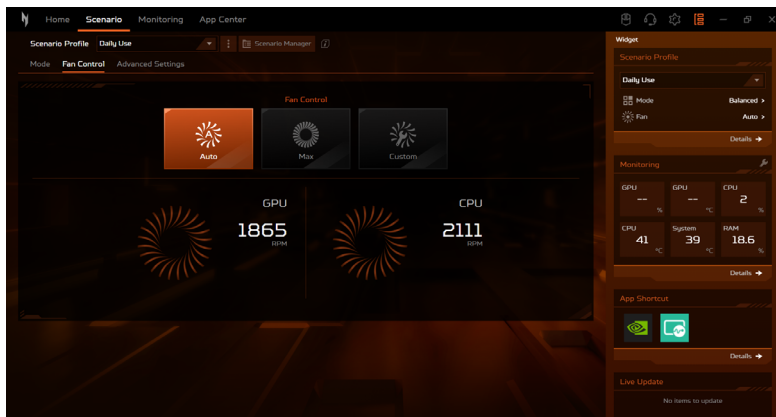 Home Scenario Monitoring App Center
Scenario Profile Daily Use Scenario Manager
Mode Fan Control Advanced Settings
Fan Control
Auto Max Custom
GPU
1865
RPM
CPU
2111
RPM
Widget
Scenario Profile
Daily Use
Mode Balanced >
Fan Auto >
Details →
Monitoring
GPU GPU CPU
-- -- 2
% °C %
CPU System RAM
41 39 18.6
°C °C %
Details →
App Shortcut
Details →
Live Update
No items to update